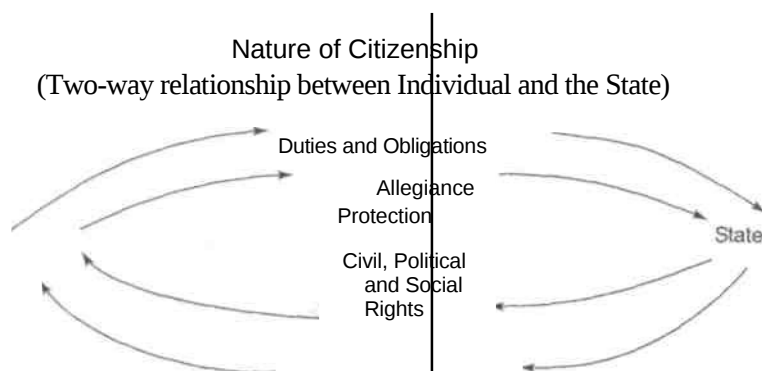 Nature of Citizenship
(Two-way relationship between Individual and the State)
Duties and Obligations
Allegiance
Protection
State
Civil, Political
and Social
Rights